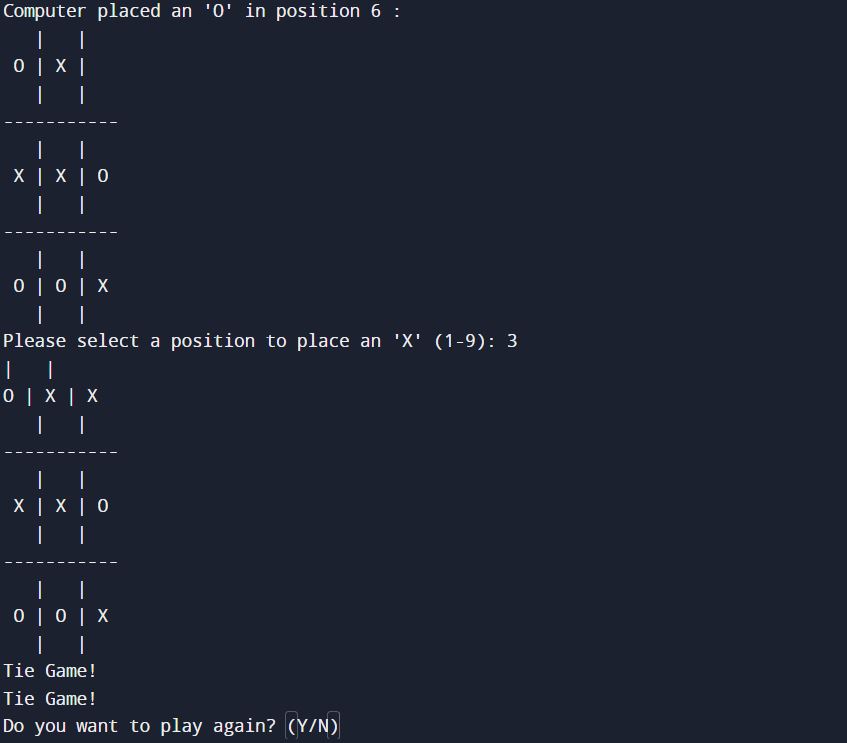 Computer placed an 'O' in position 6 :
   |   |
 O | X |
   |   |
-----------
   |   |
 X | X | O
   |   |
-----------
   |   |
 O | O | X
   |   |
Please select a position to place an 'X' (1-9): 3
|   |
O | X | X
   |   |
-----------
   |   |
 X | X | O
   |   |
-----------
   |   |
 O | O | X
   |   |
Tie Game!
Tie Game!
Do you want to play again? (Y/N)